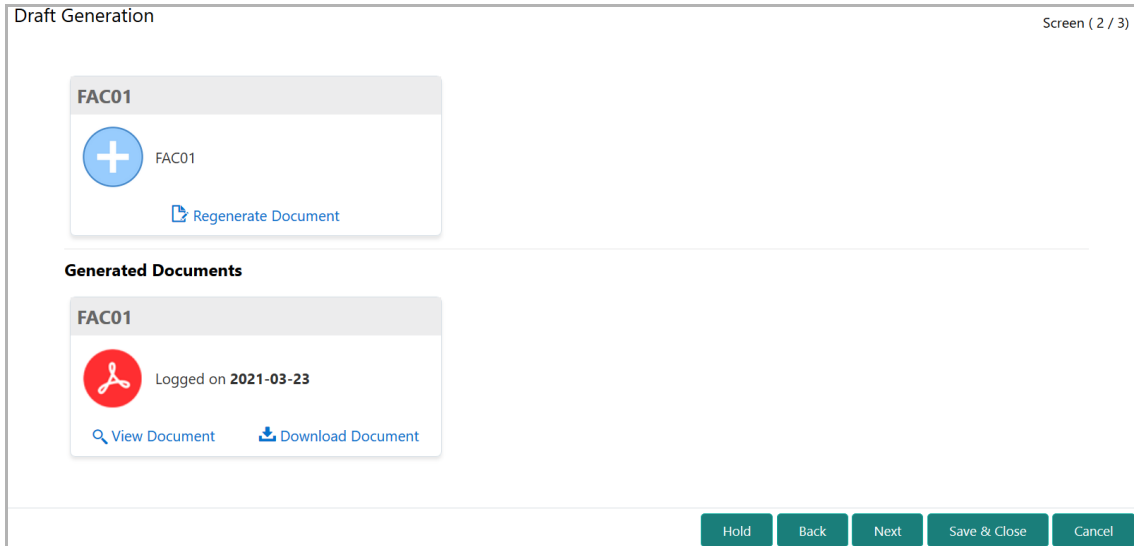 Draft Generation
Screen ( 2 / 3)
FAC01
FAC01
Regenerate Document
Generated Documents
FAC01
Logged on 2021-03-23
View Document Download Document
Hold Back Next Save & Close Cancel